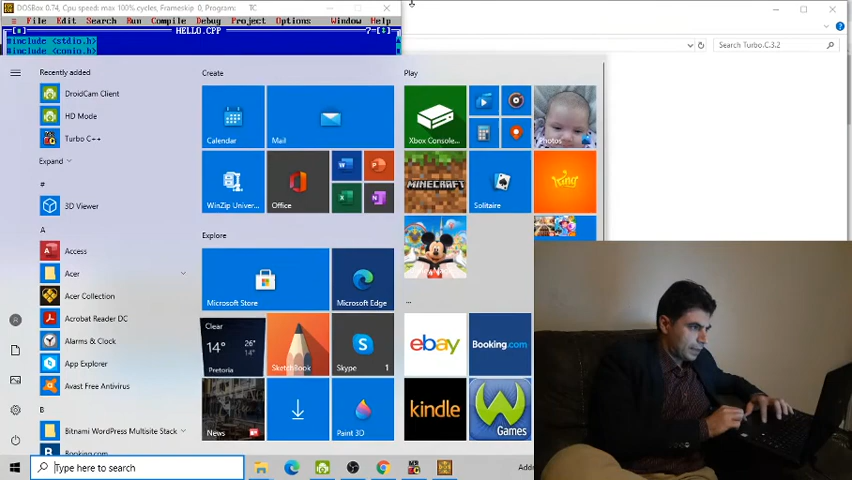 DOSBox 0.74, Cpu speed: max 100% cycles, Frameskip 0, Program: TC
≡ File Edit Search Run Compile Debug Project Options Window Help
HELLO.CPP
#include <stdio.h>
#include <conio.h>
Search Turbo.C.3.2
Recently added
DroidCam Client
HD Mode
Turbo C++
Expand
#
3D Viewer
A
Access
Acer
Acer Collection
Acrobat Reader DC
Alarms & Clock
App Explorer
Avast Free Antivirus
B
Bitnami WordPress Multisite Stack
Booking.com
Create
Calendar
Mail
WinZip Univer...
Office
Explore
Microsoft Store
Microsoft Edge
Clear
14°
26°
14°
Pretoria
SketchBook
Skype 1
News
Paint 3D
Play
Xbox Console...
Photos
MINECRAFT
Solitaire
King
...
ebay
Booking.com
kindle
Games
Type here to search